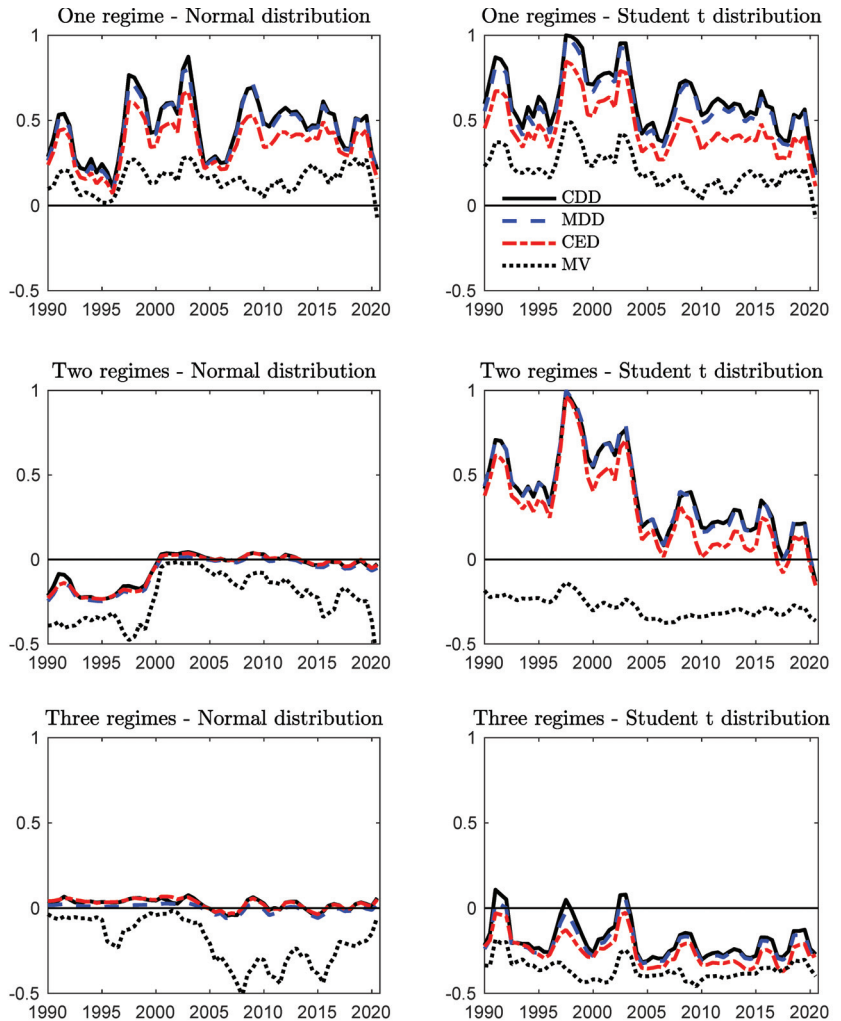 One regime - Normal distribution
1
0.5
0
-0.5
1990 1995 2000 2005 2010 2015 2020
One regimes - Student t distribution
1
0.5
0
-0.5
1990 1995 2000 2005 2010 2015 2020
CDD
MDD
CED
MV
Two regimes - Normal distribution
1
0.5
0
-0.5
1990 1995 2000 2005 2010 2015 2020
Two regimes - Student t distribution
1
0.5
0
-0.5
1990 1995 2000 2005 2010 2015 2020
Three regimes - Normal distribution
1
0.5
0
-0.5
1990 1995 2000 2005 2010 2015 2020
Three regimes - Student t distribution
1
0.5
0
-0.5
1990 1995 2000 2005 2010 2015 2020